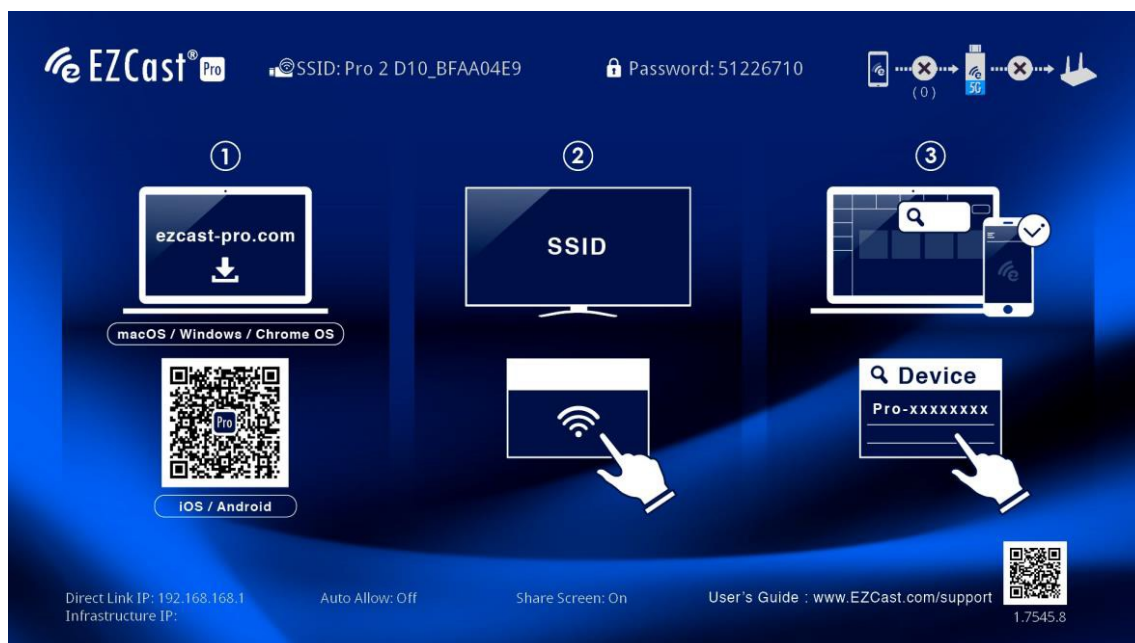 EZCast® Pro
SSID: Pro 2 D10_BFAA04E9
Password: 51226710
(0)
5G
1
2
3
ezcast-pro.com
SSID
macOS / Windows / Chrome OS
Pro
iOS / Android
Device
Pro-xxxxxxxx
Direct Link IP: 192.168.168.1
Infrastructure IP:
Auto Allow: Off
Share Screen: On
User's Guide : www.EZCast.com/support
1.7545.8